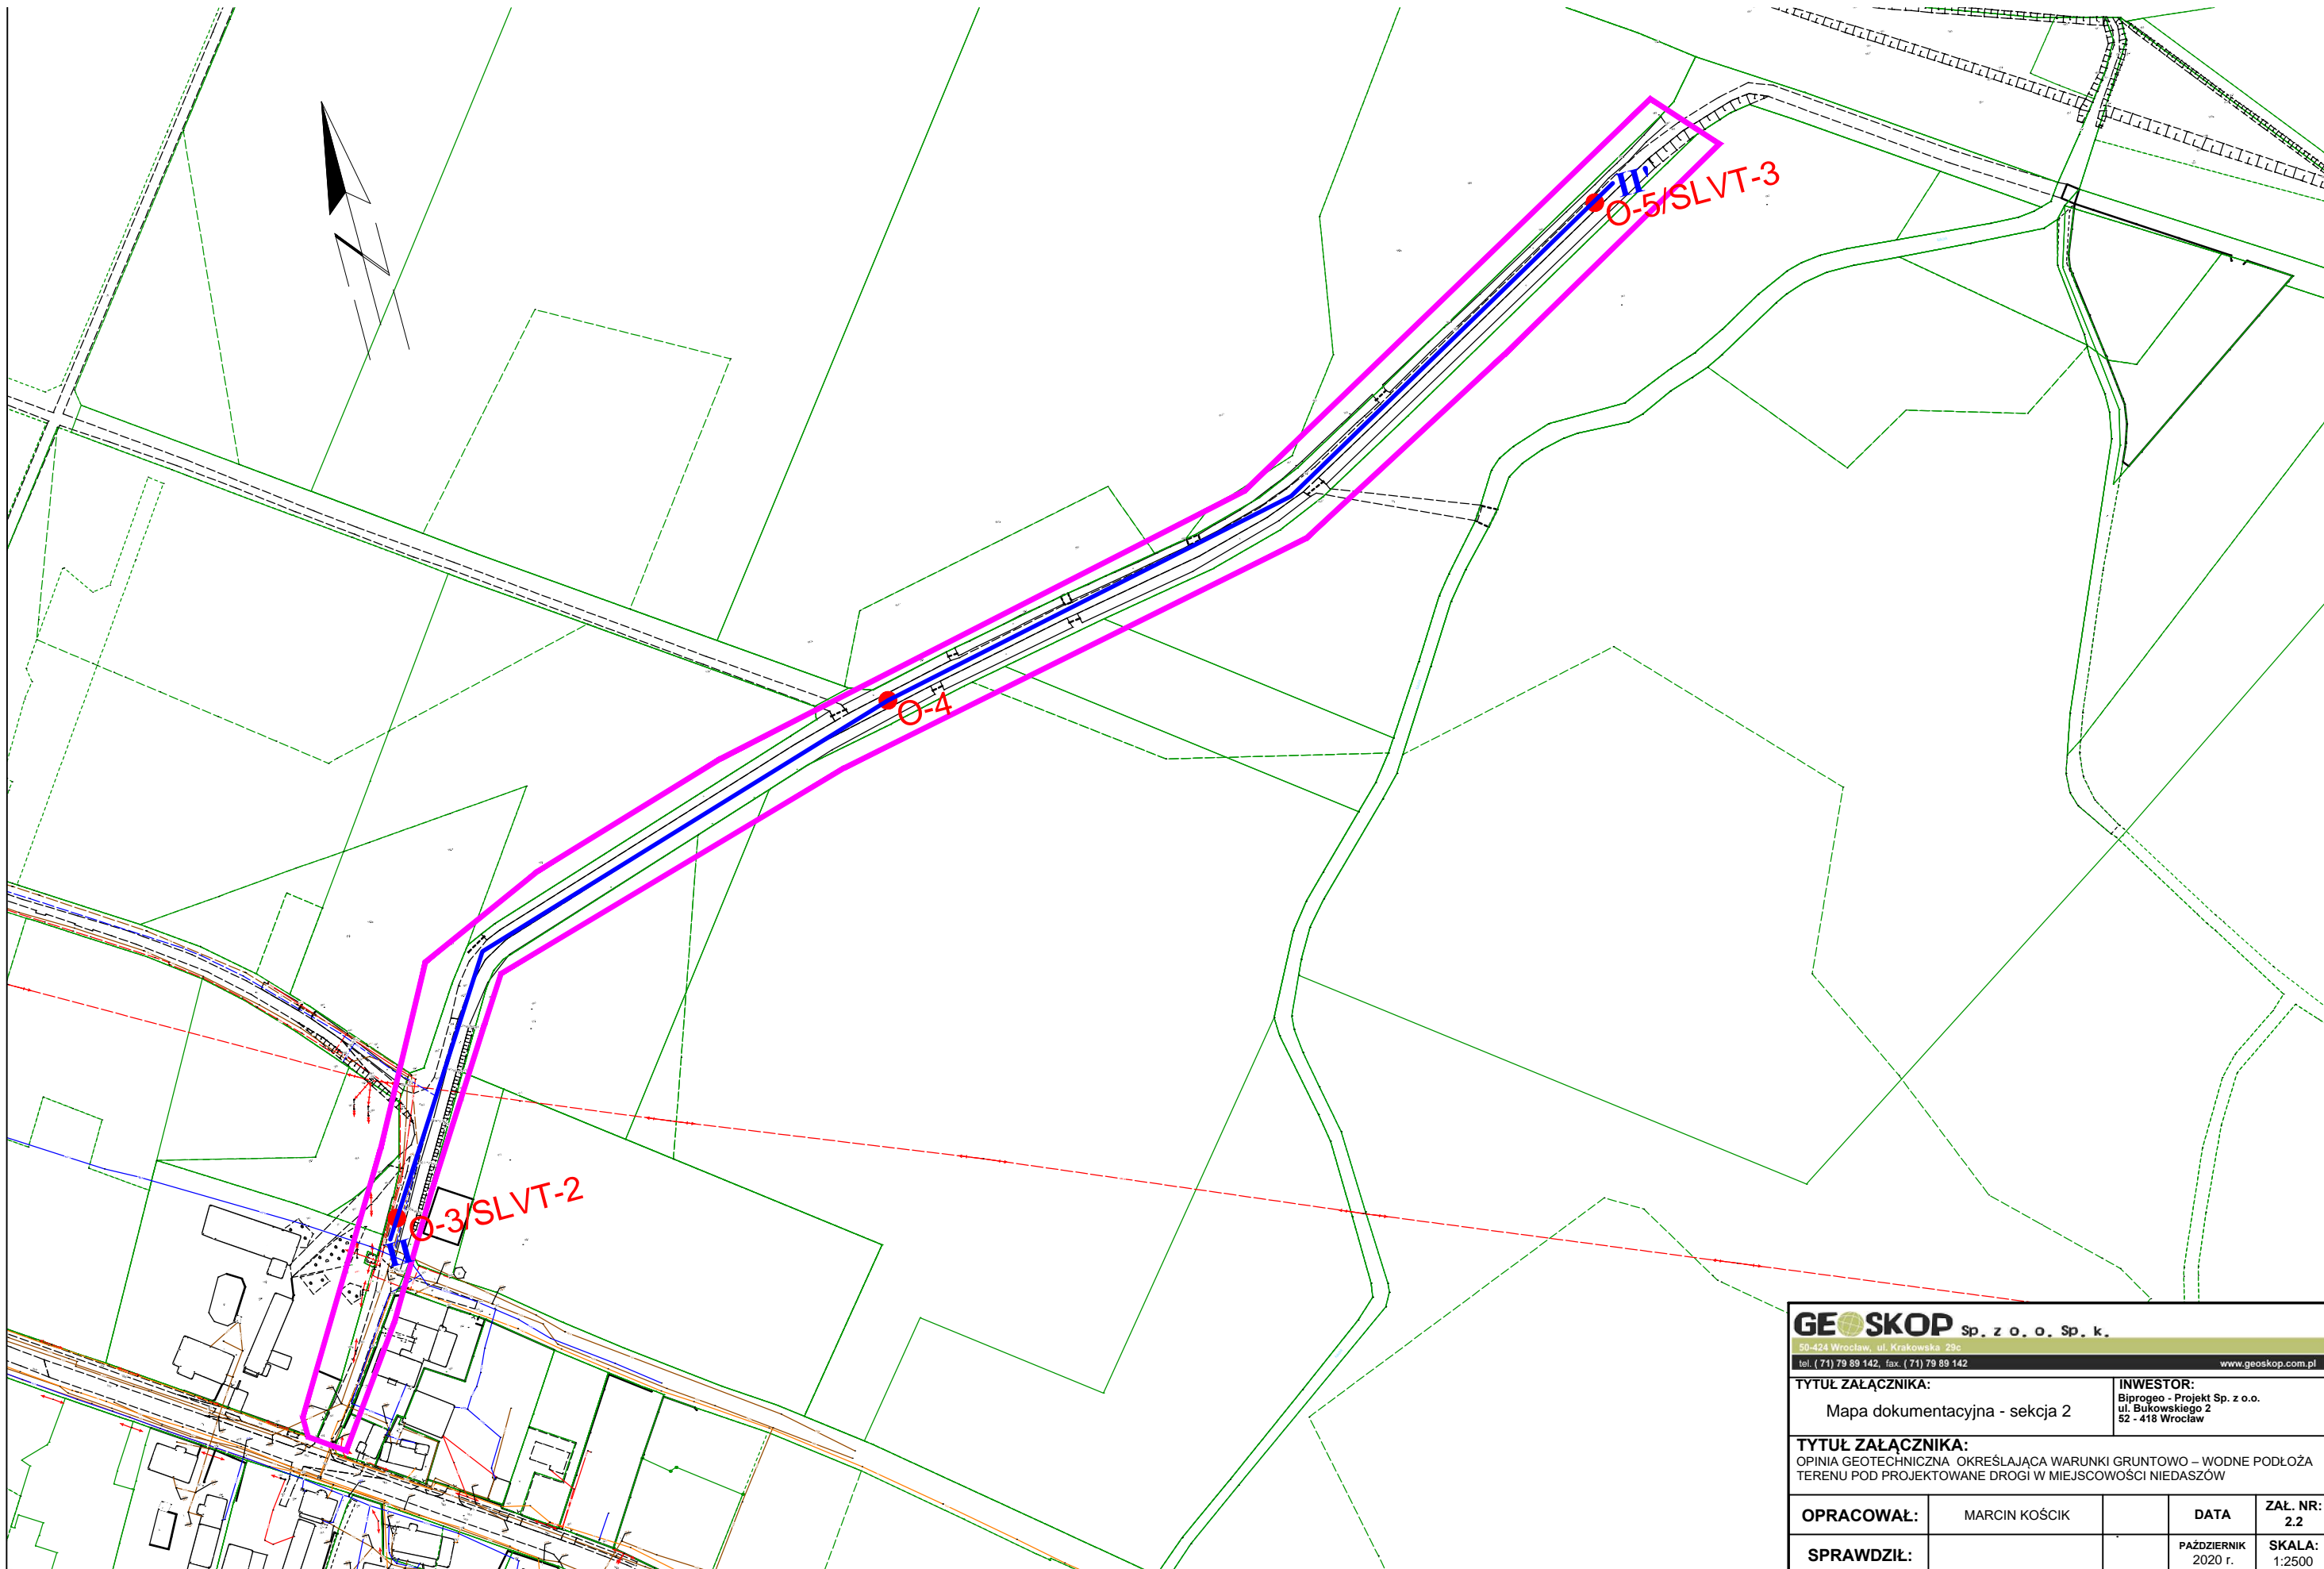 II'
O-5/SLVT-3
O-4
O-3/SLVT-2
II
GEOSKOP Sp. z o. o. Sp. k.
50-424 Wrocław, ul. Krakowska 29c
tel. ( 71) 79 89 142, fax. ( 71) 79 89 142 www.geoskop.com.pl
TYTUŁ ZAŁĄCZNIKA:
Mapa dokumentacyjna - sekcja 2
INWESTOR:
Biprogeo - Projekt Sp. z o.o.
ul. Bukowskiego 2
52 - 418 Wrocław
TYTUŁ ZAŁĄCZNIKA:
OPINIA GEOTECHNICZNA OKREŚLAJĄCA WARUNKI GRUNTOWO – WODNE PODŁOŻA
TERENU POD PROJEKTOWANE DROGI W MIEJSCOWOŚCI NIEDASZÓW
OPRACOWAŁ: MARCIN KOŚCIK
DATA
ZAŁ. NR:
2.2
SPRAWDZIŁ:
PAŹDZIERNIK
2020 r.
SKALA:
1:2500